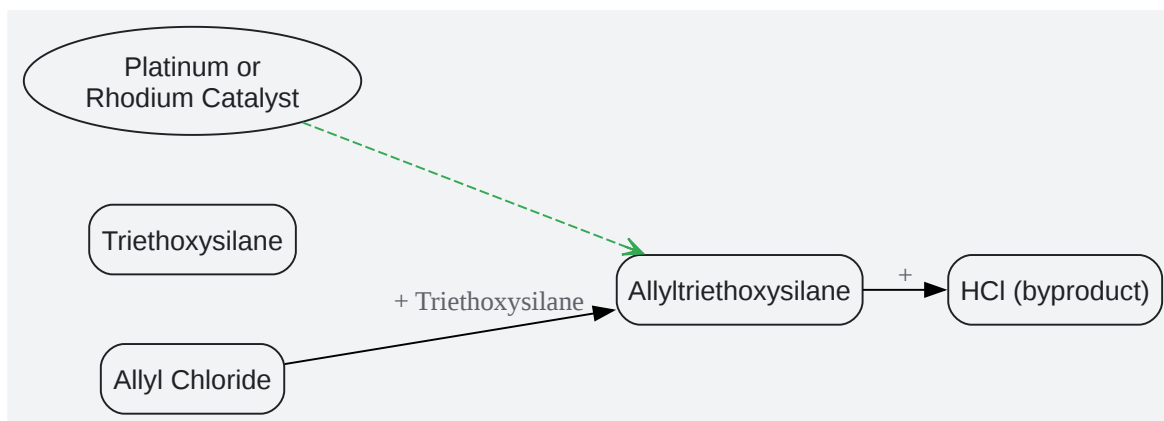 Platinum or
Rhodium Catalyst
Triethoxysilane
+ Triethoxysilane
Allyl Chloride
Allyltriethoxysilane
+
HCl (byproduct)